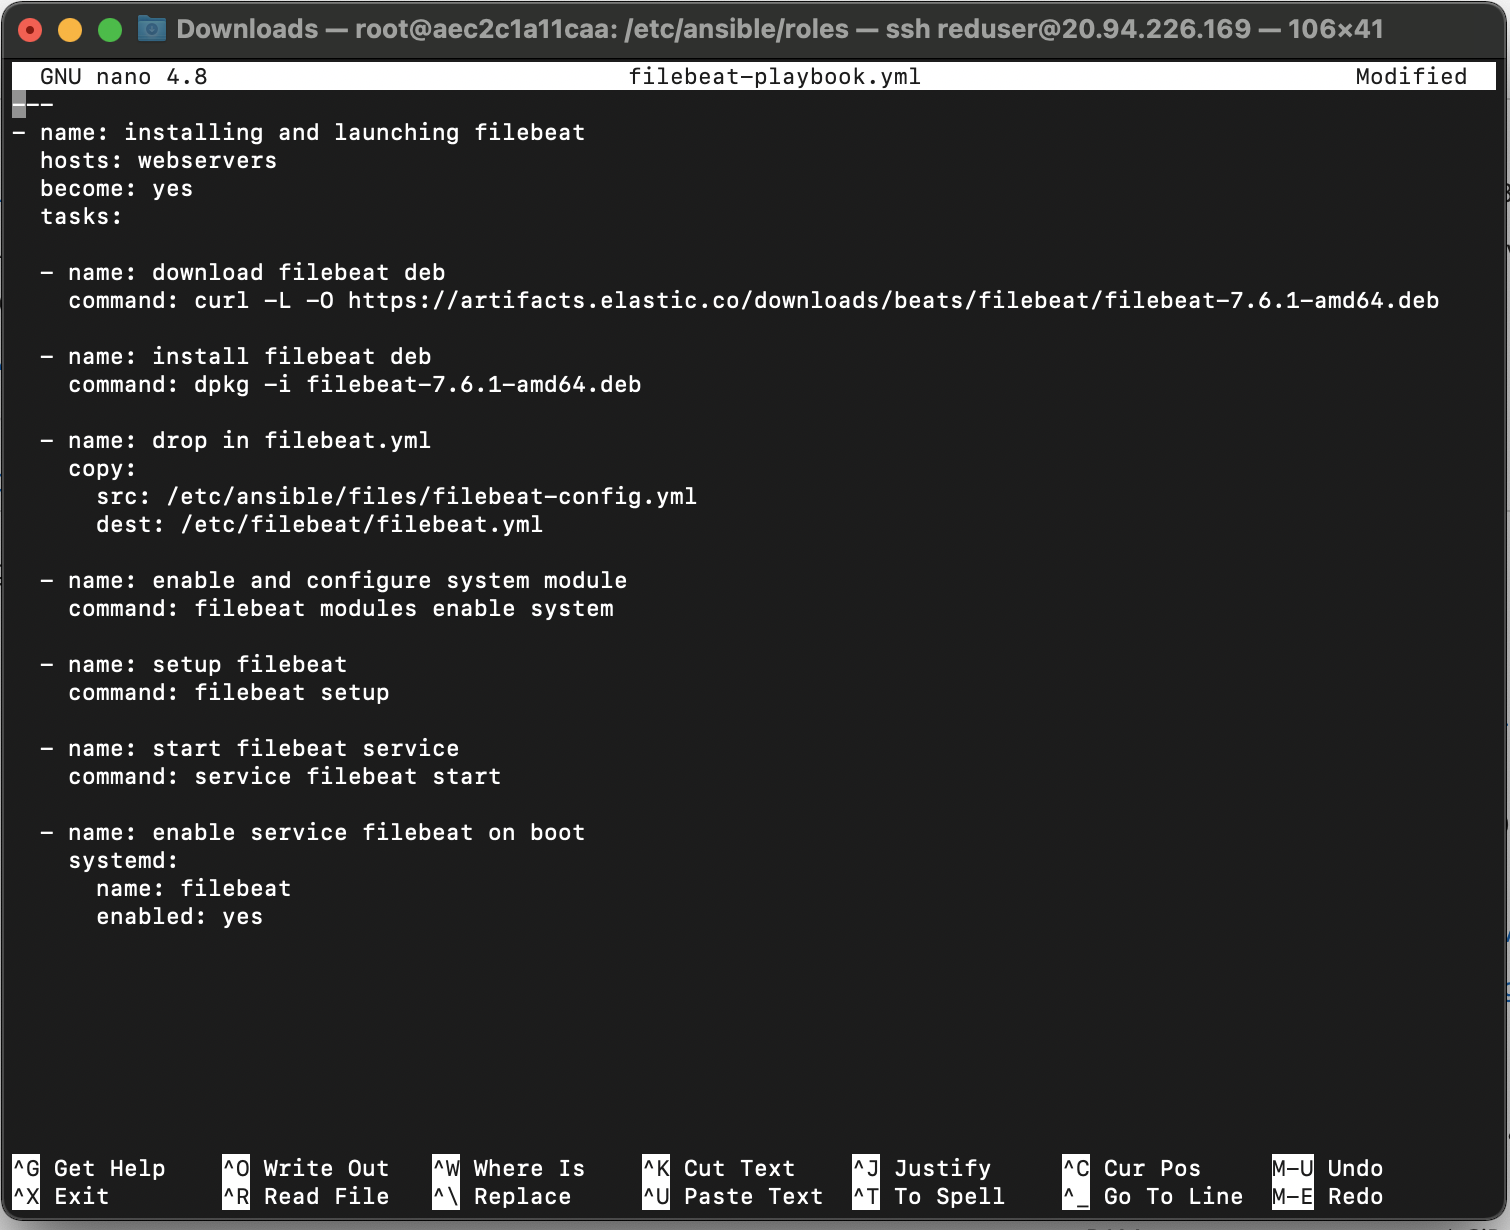 Downloads — root@aec2c1a11caa: /etc/ansible/roles — ssh reduser@20.94.226.169 — 106×41
GNU nano 4.8 filebeat-playbook.yml Modified
---
- name: installing and launching filebeat
  hosts: webservers
  become: yes
  tasks:
  - name: download filebeat deb
    command: curl -L -O https://artifacts.elastic.co/downloads/beats/filebeat/filebeat-7.6.1-amd64.deb
  - name: install filebeat deb
    command: dpkg -i filebeat-7.6.1-amd64.deb
  - name: drop in filebeat.yml
    copy:
      src: /etc/ansible/files/filebeat-config.yml
      dest: /etc/filebeat/filebeat.yml
  - name: enable and configure system module
    command: filebeat modules enable system
  - name: setup filebeat
    command: filebeat setup
  - name: start filebeat service
    command: service filebeat start
  - name: enable service filebeat on boot
    systemd:
      name: filebeat
      enabled: yes
^G Get Help ^O Write Out ^W Where Is ^K Cut Text ^J Justify ^C Cur Pos M-U Undo
^X Exit ^R Read File ^\ Replace ^U Paste Text ^T To Spell ^_ Go To Line M-E Redo